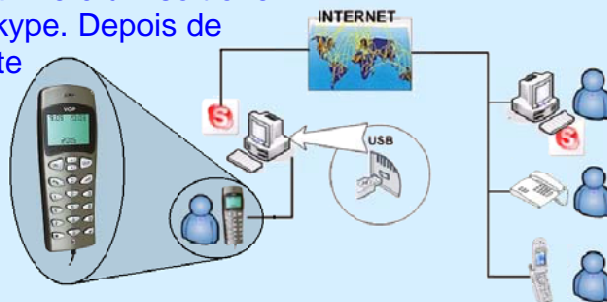 kype. Depois de
te
INTERNET
USB
VOIP
S
S